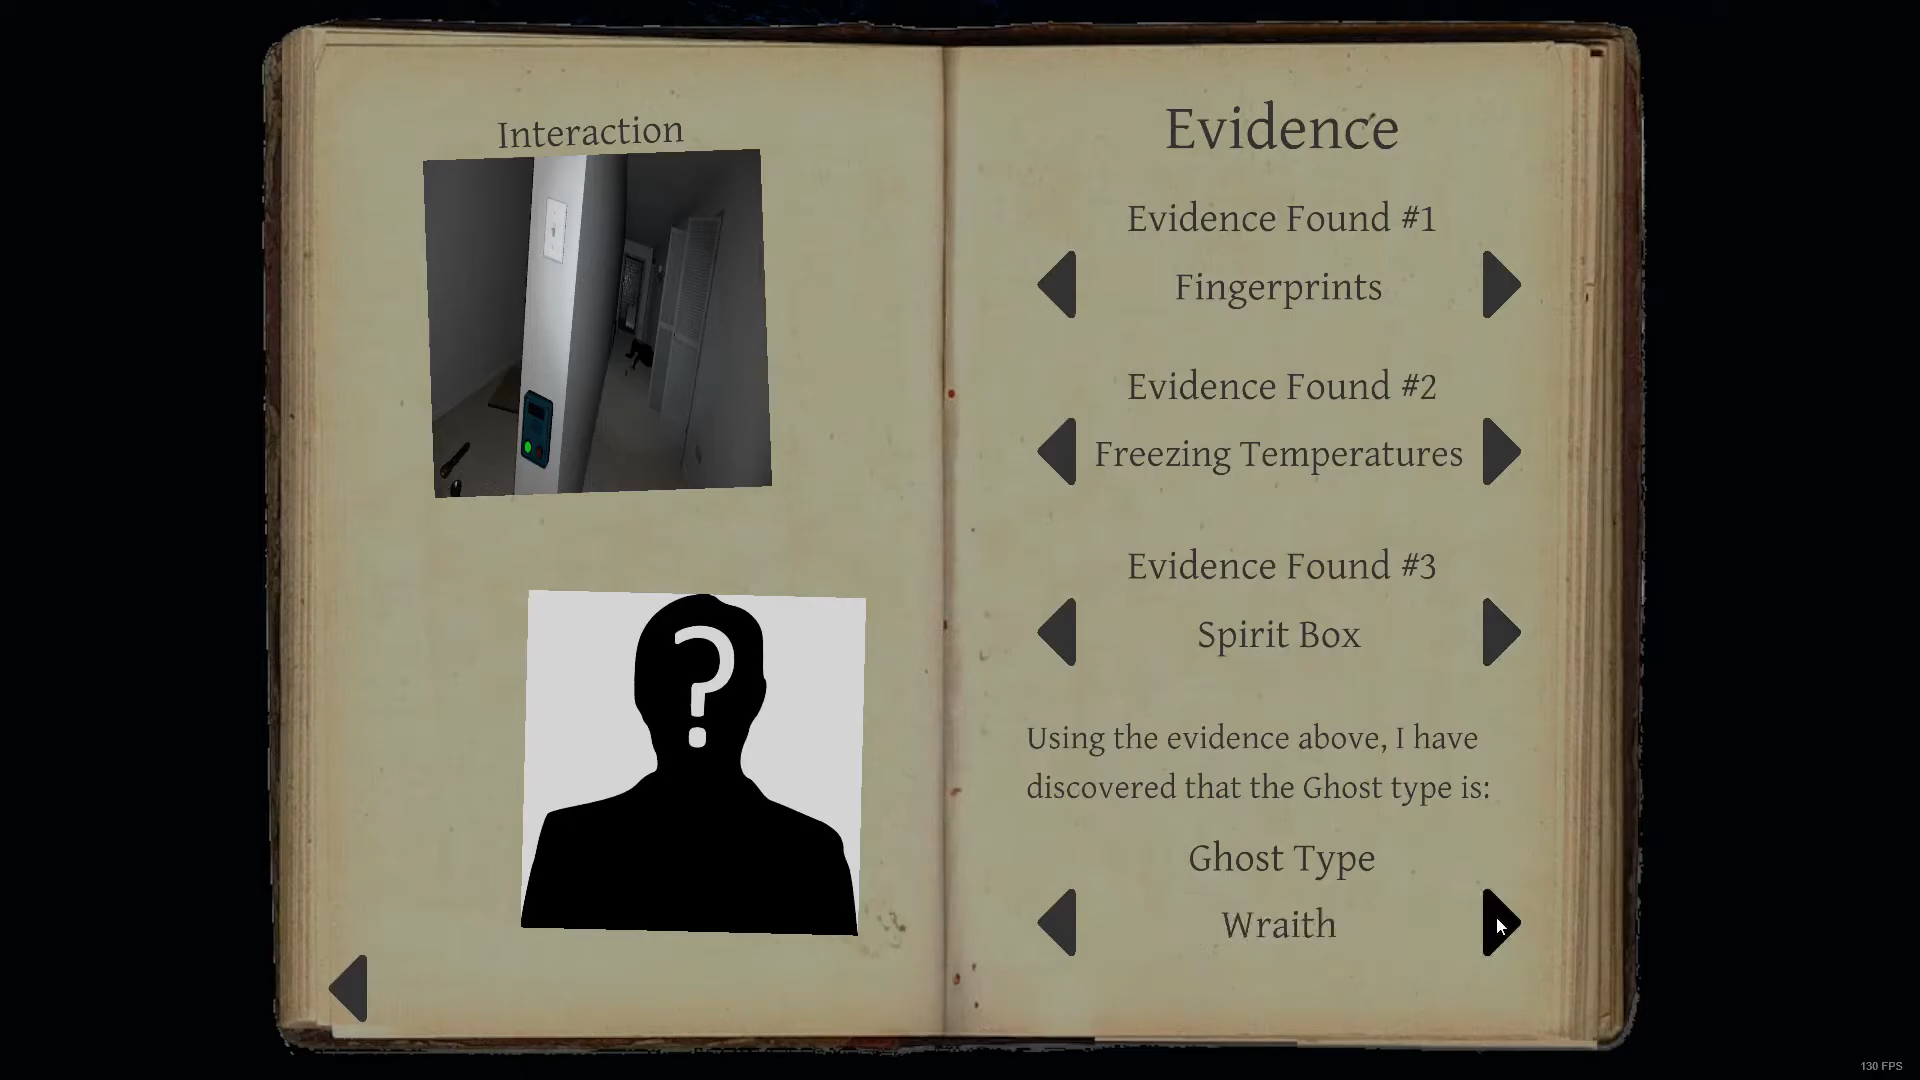 Interaction
Evidence
Evidence Found #1
Fingerprints
Evidence Found #2
Freezing Temperatures
Evidence Found #3
Spirit Box
Using the evidence above, I have
discovered that the Ghost type is:
Ghost Type
Wraith
130 FPS